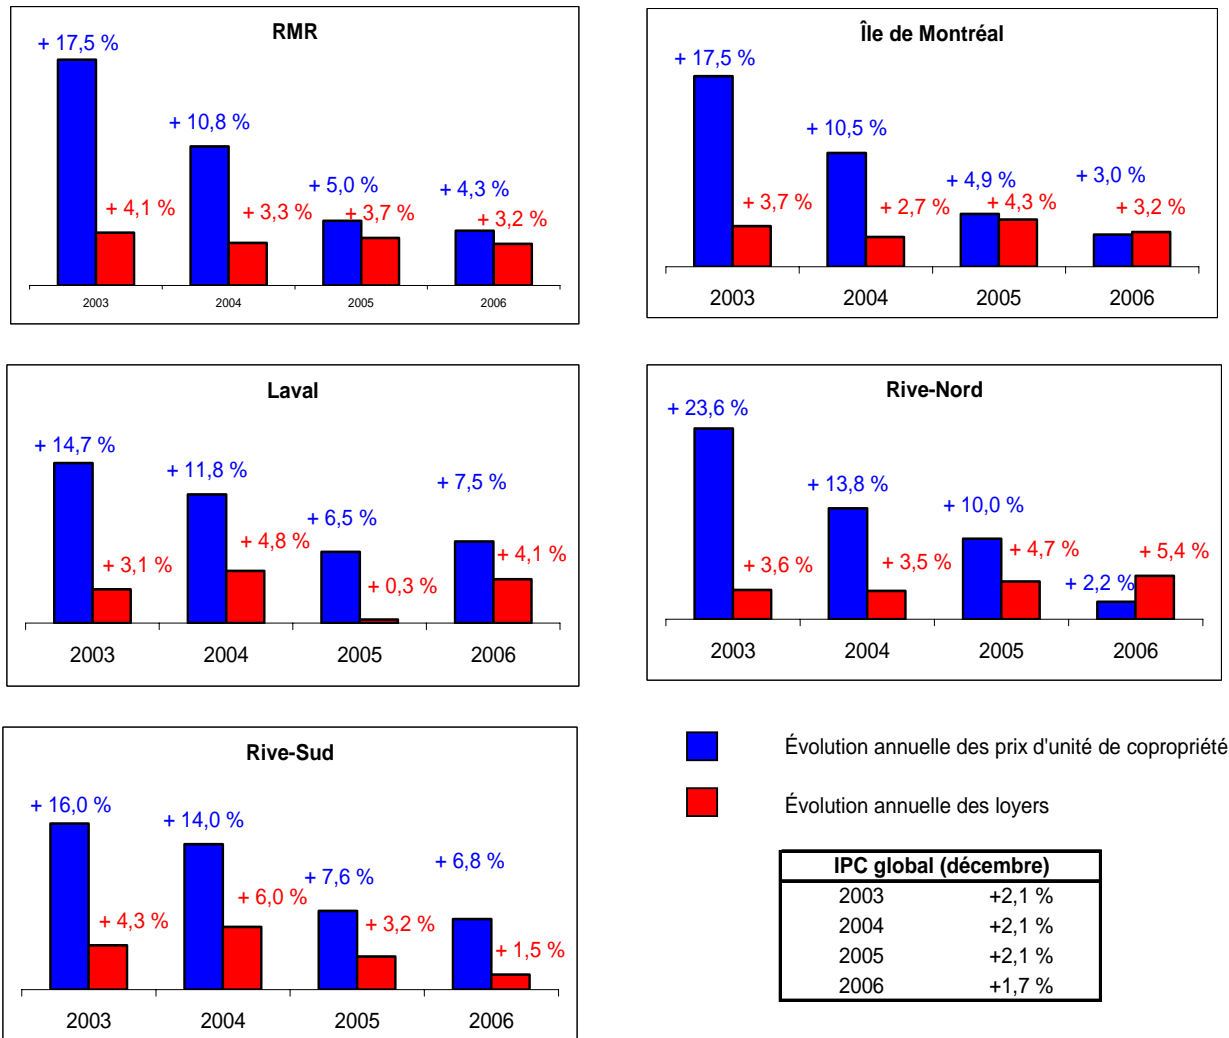 RMR
+ 17,5 %
+ 10,8 %
+ 5,0 %
+ 4,3 %
+ 4,1 %
+ 3,3 %
+ 3,7 %
+ 3,2 %
2003 2004 2005 2006
Île de Montréal
+ 17,5 %
+ 10,5 %
+ 4,9 %
+ 3,0 %
+ 3,7 %
+ 2,7 %
+ 4,3 %
+ 3,2 %
2003 2004 2005 2006
Laval
+ 14,7 %
+ 11,8 %
+ 6,5 %
+ 7,5 %
+ 3,1 %
+ 4,8 %
+ 0,3 %
+ 4,1 %
2003 2004 2005 2006
Rive-Nord
+ 23,6 %
+ 13,8 %
+ 10,0 %
+ 2,2 %
+ 3,6 %
+ 3,5 %
+ 4,7 %
+ 5,4 %
2003 2004 2005 2006
Rive-Sud
+ 16,0 %
+ 14,0 %
+ 7,6 %
+ 6,8 %
+ 4,3 %
+ 6,0 %
+ 3,2 %
+ 1,5 %
2003 2004 2005 2006
Évolution annuelle des prix d'unité de copropriété
Évolution annuelle des loyers
IPC global (décembre)
2003 +2,1 %
2004 +2,1 %
2005 +2,1 %
2006 +1,7 %